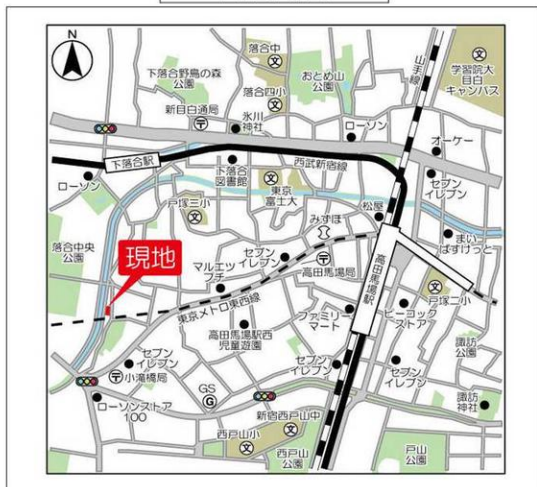 N
落合中
下落合野鳥の森
公園
おとめ山
公園
山手線
学習院大
目白
キャンパス
新目白通局
落合四小
氷川
神社
ローソン
オーケー
下落合駅
西武新宿線
ローソン
下落合
図書館
東京
富士大
セブン
イレブン
戸塚三小
みずほ
松屋
まい
ばすけっと
落合中央
公園
現地
セブン
イレブン
マルエツ
プチ
高田馬場局
高田馬場駅
戸塚二小
東京メトロ東西線
ファミリー
マート
ピーコック
ストア
高田馬場駅西
児童遊園
諏訪
公園
セブン
イレブン
小滝橋局
セブン
イレブン
セブン
イレブン
GS
G
ローソンストア
100
新宿西戸山中
諏訪
神社
西戸山小
西戸山
公園
戸山
公園